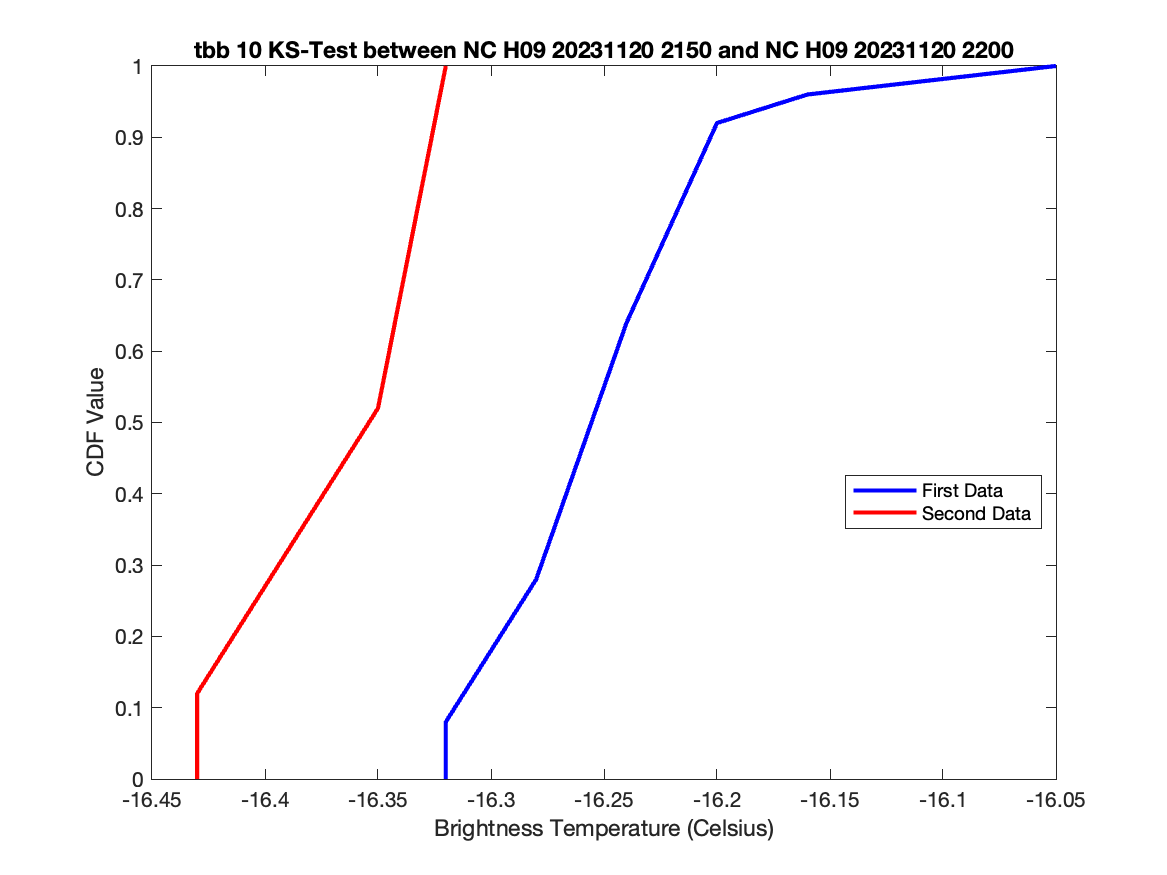 tbb 10 KS-Test between NC H09 20231120 2150 and NC H09 20231120 2200
1
0.9
0.8
0.7
0.6
0.5
0.4
0.3
0.2
0.1
0
CDF Value
First Data
Second Data
-16.45 -16.4 -16.35 -16.3 -16.25 -16.2 -16.15 -16.1 -16.05
Brightness Temperature (Celsius)